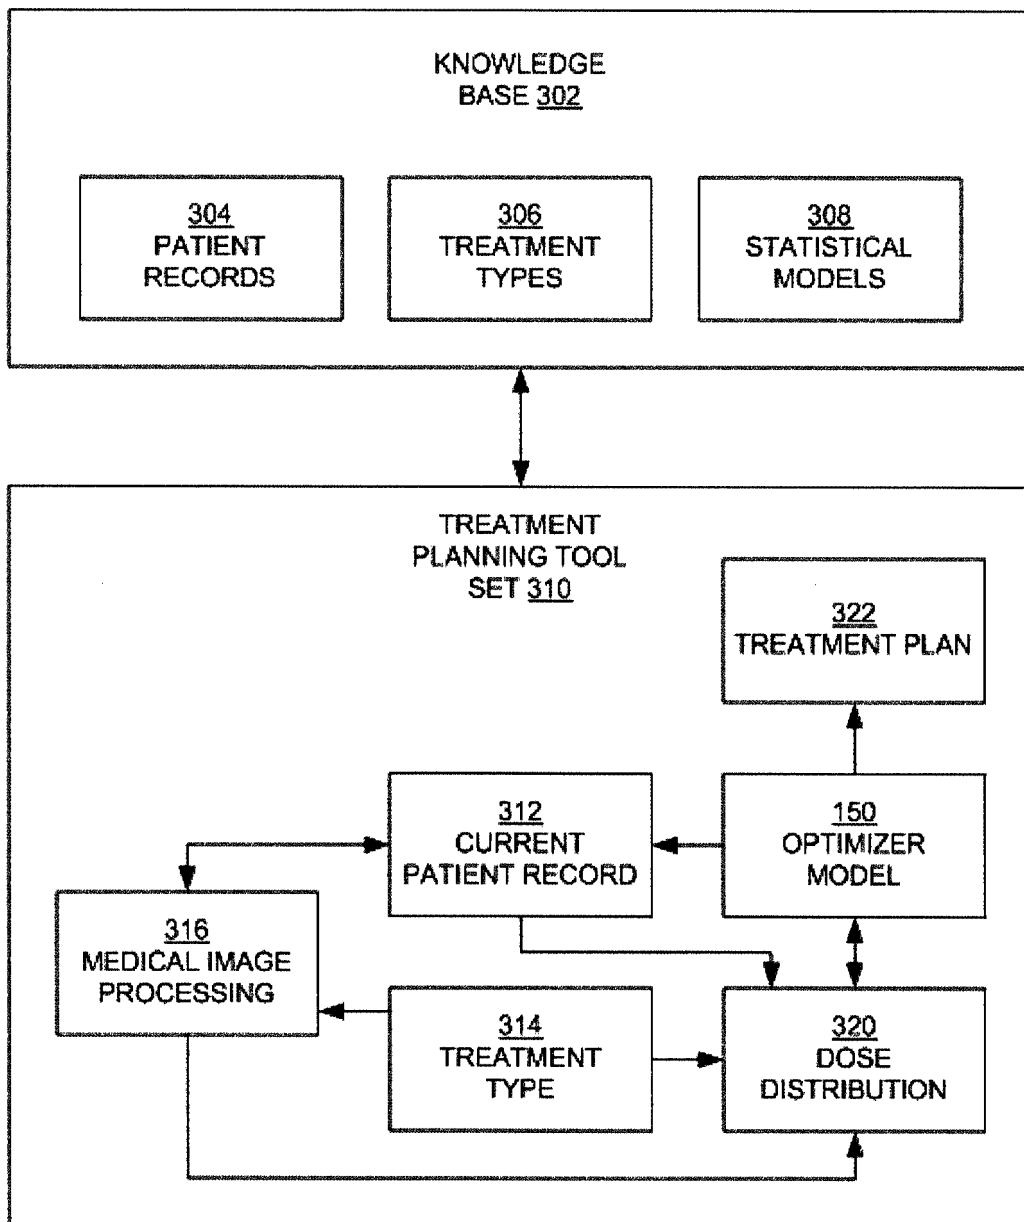 KNOWLEDGE
BASE 302
304
PATIENT
RECORDS
306
TREATMENT
TYPES
308
STATISTICAL
MODELS
TREATMENT
PLANNING TOOL
SET 310
322
TREATMENT PLAN
312
CURRENT
PATIENT RECORD
150
OPTIMIZER
MODEL
316
MEDICAL IMAGE
PROCESSING
314
TREATMENT
TYPE
320
DOSE
DISTRIBUTION